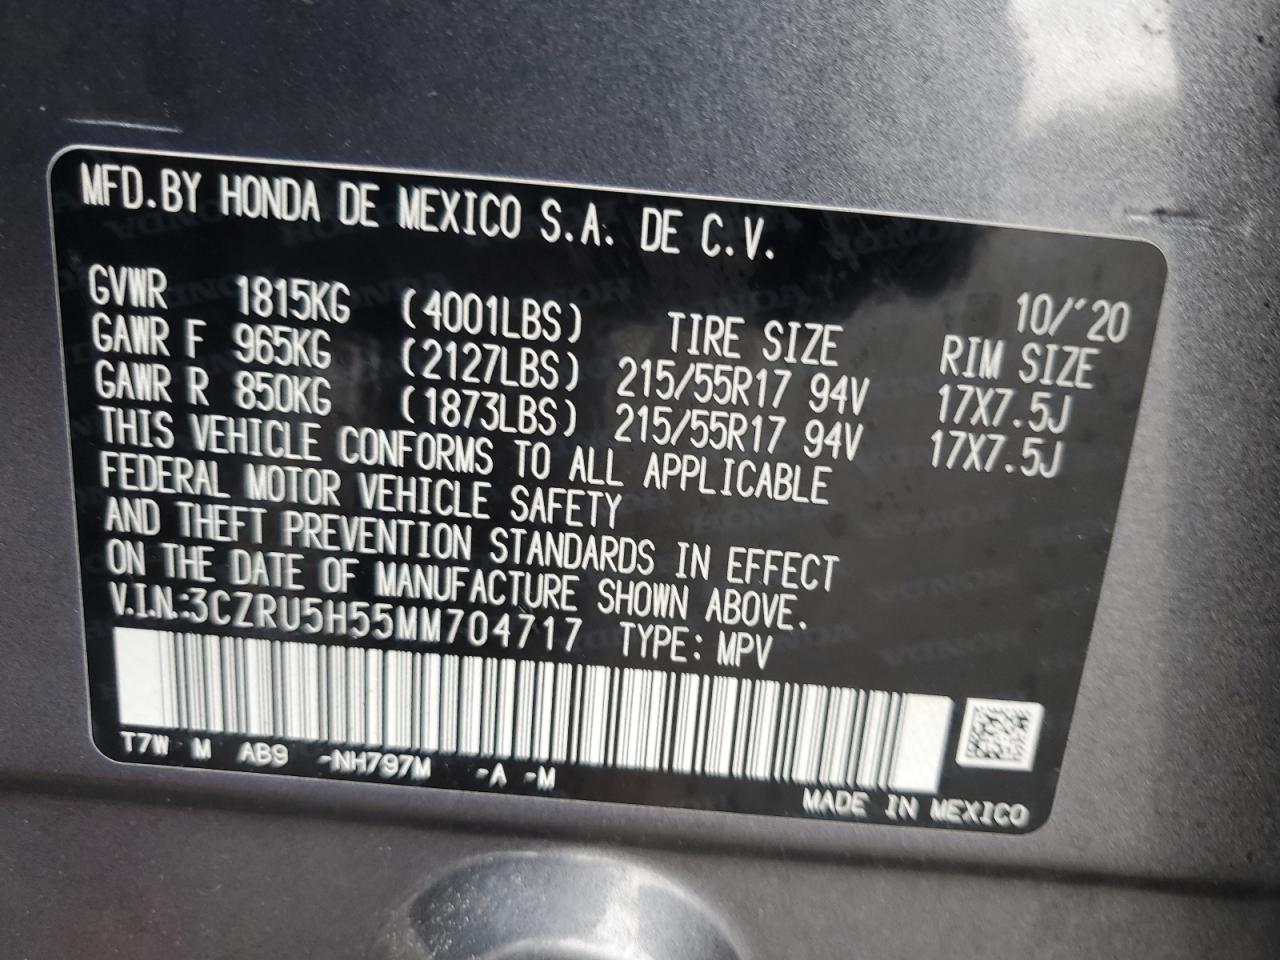 MFD.BY HONDA DE MEXICO S.A. DE C.V.
10/'20
GVWR 1815KG (4001LBS) TIRE SIZE RIM SIZE
GAWR F 965KG (2127LBS) 215/55R17 94V 17X7.5J
GAWR R 850KG (1873LBS) 215/55R17 94V 17X7.5J
THIS VEHICLE CONFORMS TO ALL APPLICABLE
FEDERAL MOTOR VEHICLE SAFETY
AND THEFT PREVENTION STANDARDS IN EFFECT
ON THE DATE OF MANUFACTURE SHOWN ABOVE.
V.I.N.:3CZRU5H55MM704717 TYPE: MPV
T7W M AB9 -NH797M -A -M
MADE IN MEXICO